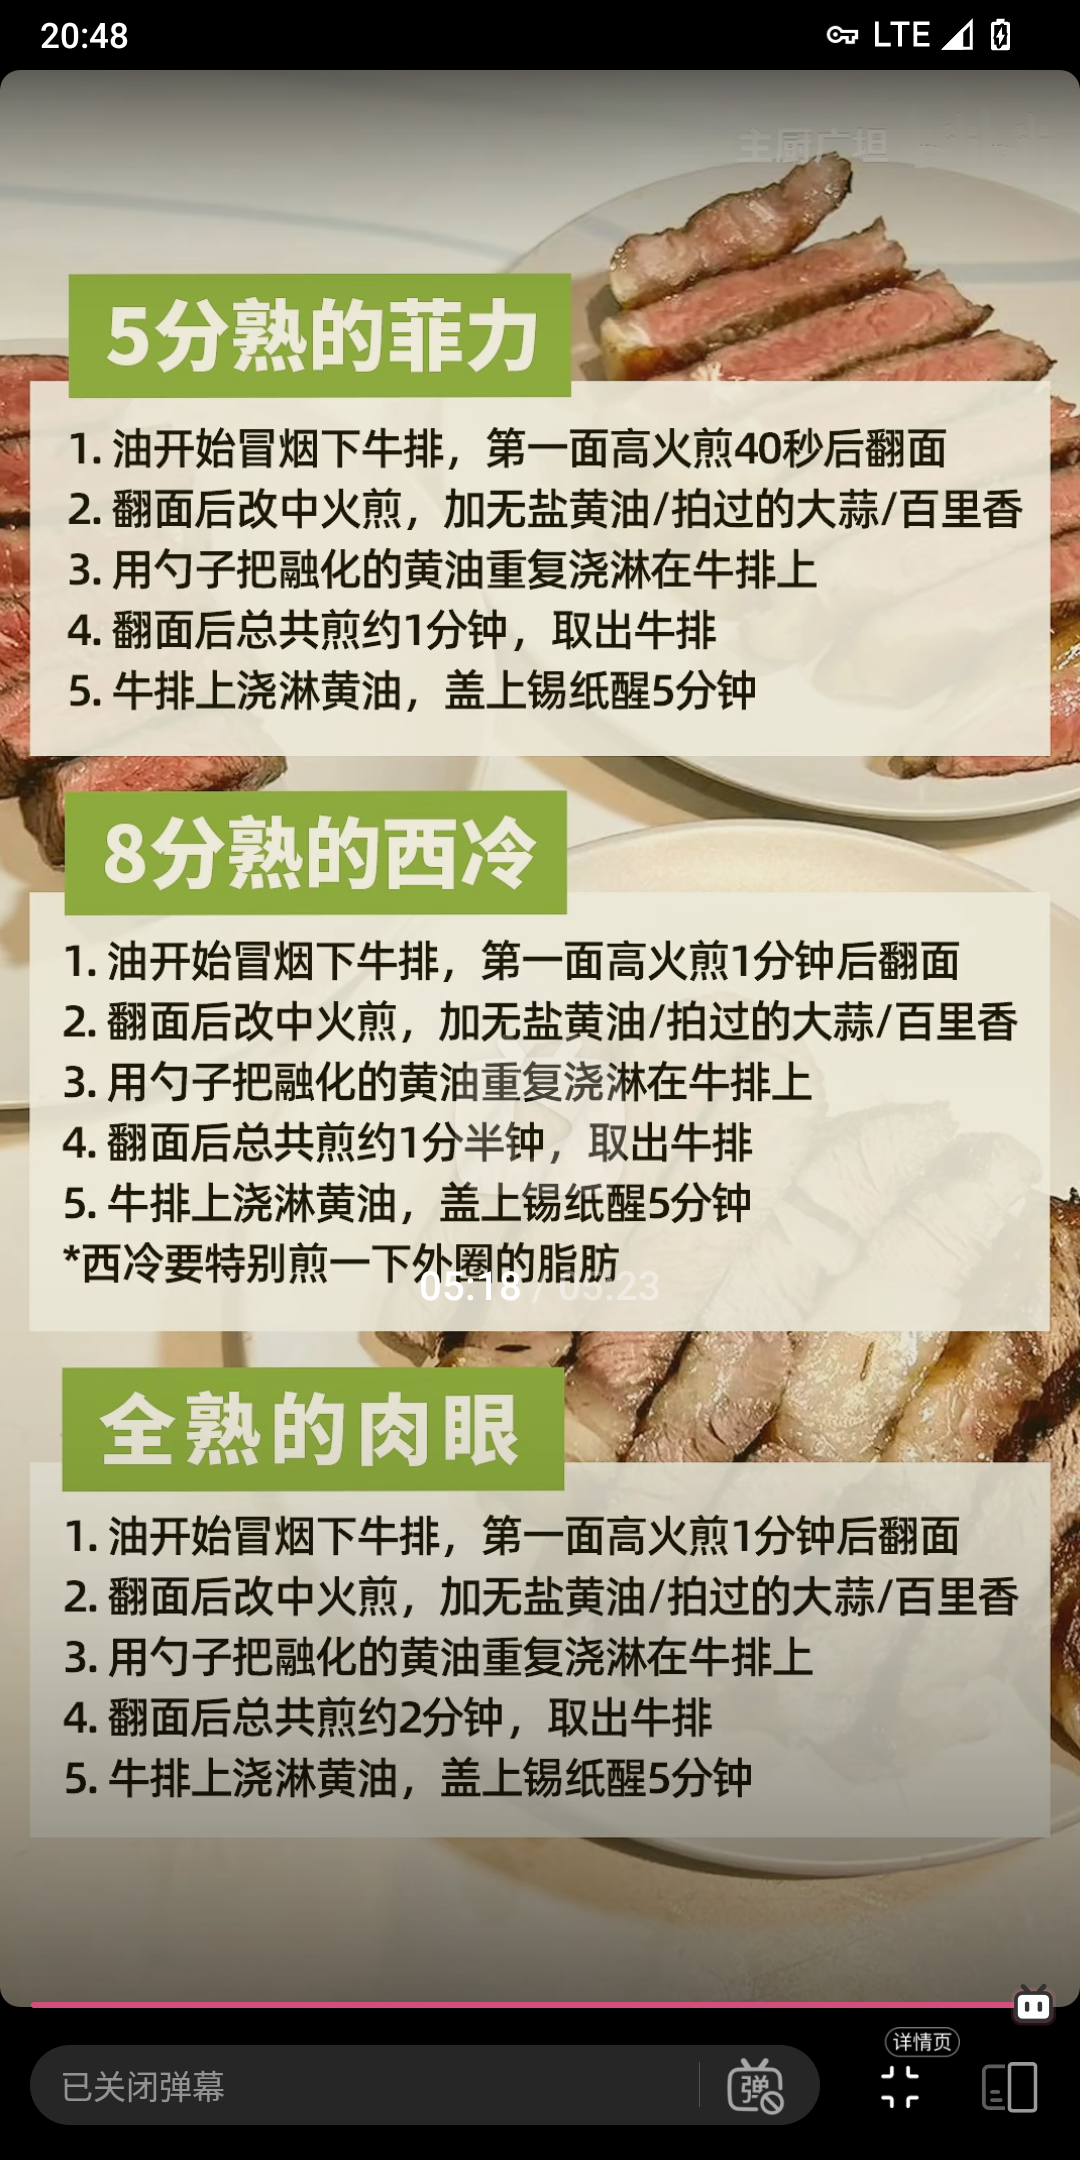 20:48
LTE
主厨广坦
5分熟的菲力
1. 油开始冒烟下牛排，第一面高火煎40秒后翻面
2. 翻面后改中火煎，加无盐黄油/拍过的大蒜/百里香
3. 用勺子把融化的黄油重复浇淋在牛排上
4. 翻面后总共煎约1分钟，取出牛排
5. 牛排上浇淋黄油，盖上锡纸醒5分钟
8分熟的西冷
1. 油开始冒烟下牛排，第一面高火煎1分钟后翻面
2. 翻面后改中火煎，加无盐黄油/拍过的大蒜/百里香
3. 用勺子把融化的黄油重复浇淋在牛排上
4. 翻面后总共煎约1分半钟，取出牛排
5. 牛排上浇淋黄油，盖上锡纸醒5分钟
*西冷要特别煎一下外圈的脂肪
05:18 / 05:23
全熟的肉眼
1. 油开始冒烟下牛排，第一面高火煎1分钟后翻面
2. 翻面后改中火煎，加无盐黄油/拍过的大蒜/百里香
3. 用勺子把融化的黄油重复浇淋在牛排上
4. 翻面后总共煎约2分钟，取出牛排
5. 牛排上浇淋黄油，盖上锡纸醒5分钟
详情页
已关闭弹幕
弹